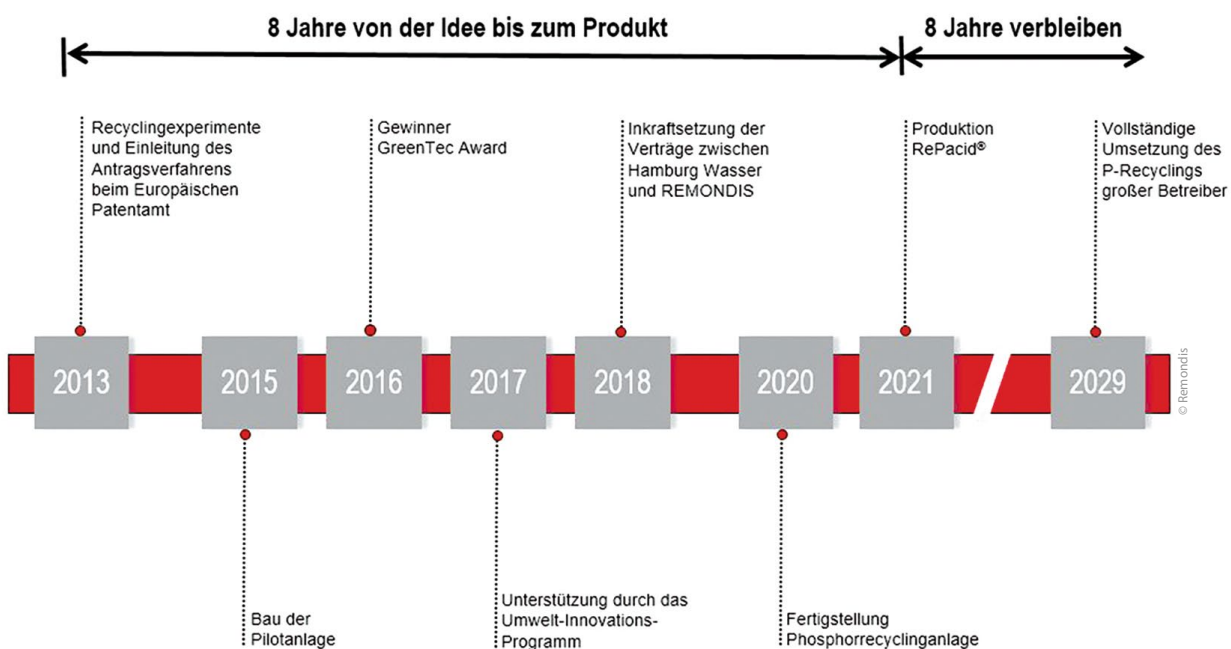 8 Jahre von der Idee bis zum Produkt
8 Jahre verbleiben
Recyclingexperimente
und Einleitung des
Antragsverfahrens
beim Europäischen
Patentamt
Gewinner
GreenTec Award
Inkraftsetzung der
Verträge zwischen
Hamburg Wasser
und REMONDIS
Produktion
RePacid®
Vollständige
Umsetzung des
P-Recyclings
großer Betreiber
2013
2015
2016
2017
2018
2020
2021
2029
© Remondis
Bau der
Pilotanlage
Unterstützung durch das
Umwelt-Innovations-
Programm
Fertigstellung
Phosphorrecyclinganlage